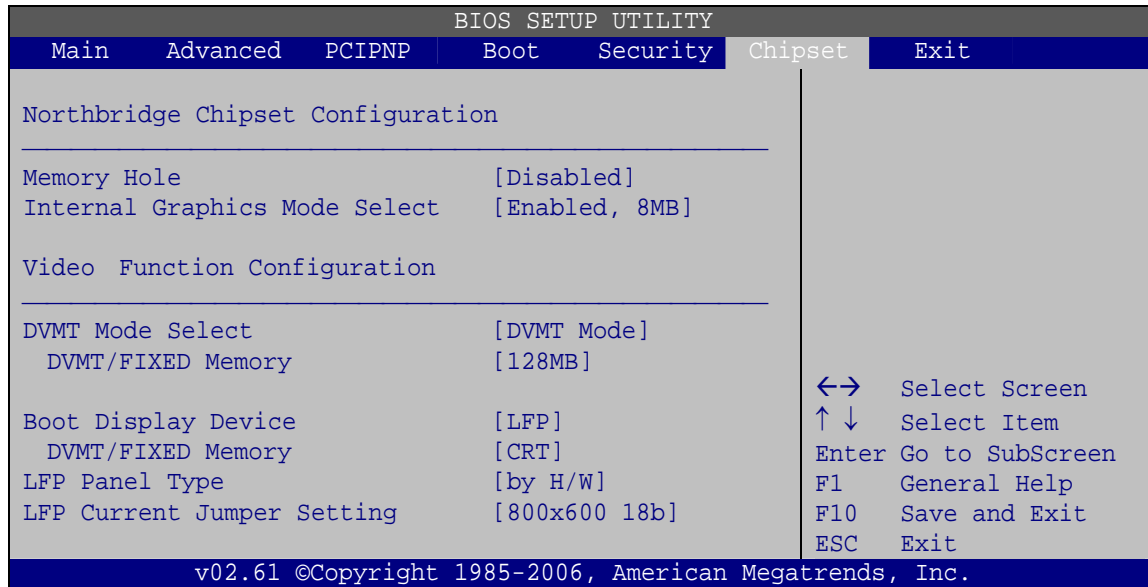 BIOS SETUP UTILITY
Main Advanced PCIPNP Boot Security Chipset Exit
Northbridge Chipset Configuration
Memory Hole [Disabled]
Internal Graphics Mode Select [Enabled, 8MB]
Video Function Configuration
DVMT Mode Select [DVMT Mode]
DVMT/FIXED Memory [128MB]
Boot Display Device [LFP]
DVMT/FIXED Memory [CRT]
LFP Panel Type [by H/W]
LFP Current Jumper Setting [800x600 18b]
←→ Select Screen
↑ ↓ Select Item
Enter Go to SubScreen
F1 General Help
F10 Save and Exit
ESC Exit
v02.61 ©Copyright 1985-2006, American Megatrends, Inc.